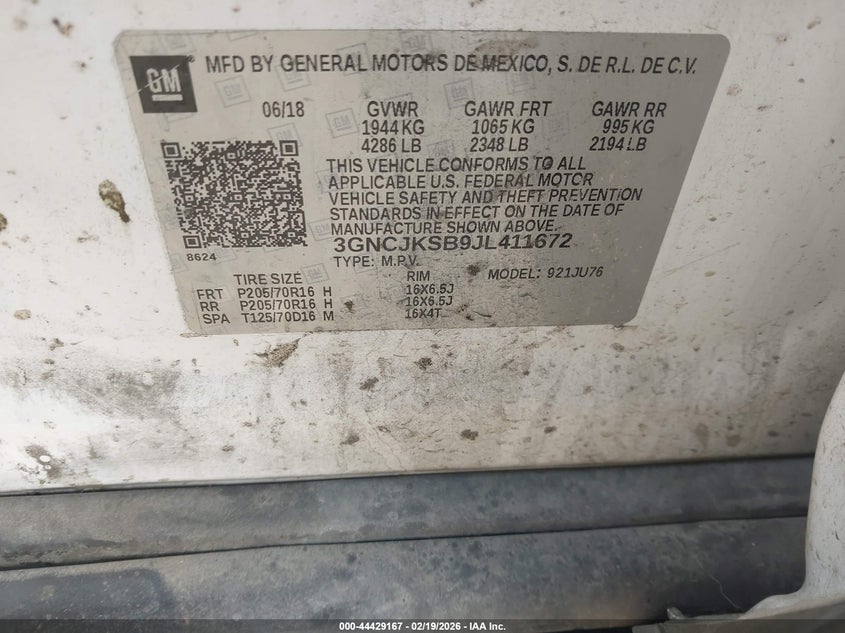 GM
MFD BY GENERAL MOTORS DE MEXICO, S. DE R.L. DE C.V.
06/18 GVWR GAWR FRT GAWR RR
1944 KG 1065 KG 995 KG
4286 LB 2348 LB 2194 LB
THIS VEHICLE CONFORMS TO ALL
APPLICABLE U.S. FEDERAL MOTOR
VEHICLE SAFETY AND THEFT PREVENTION
STANDARDS IN EFFECT ON THE DATE OF
MANUFACTURE SHOWN ABOVE.
3GNCJKSB9JL411672
8624
TYPE: M.P.V.
TIRE SIZE RIM MODEL: 921JU76
FRT P205/70R16 H 16X6.5J
RR P205/70R16 H 16X6.5J
SPA T125/70D16 M 16X4T
000-44429167 - 02/19/2026 - IAA Inc.